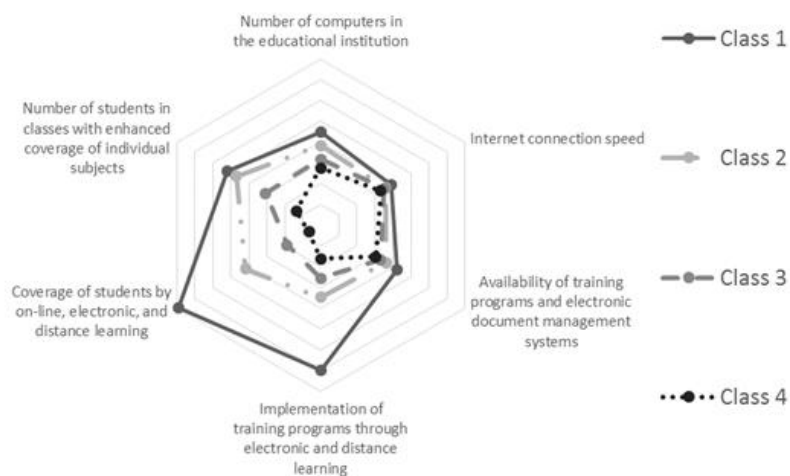 Number of computers in
the educational institution
Class 1
Number of students in
classes with enhanced
coverage of individual
subjects
Internet connection speed
Class 2
Class 3
Coverage of students by
on-line, electronic, and
distance learning
Availability of training
programs and electronic
document management
systems
Class 4
Implementation of
training programs through
electronic and distance
learning